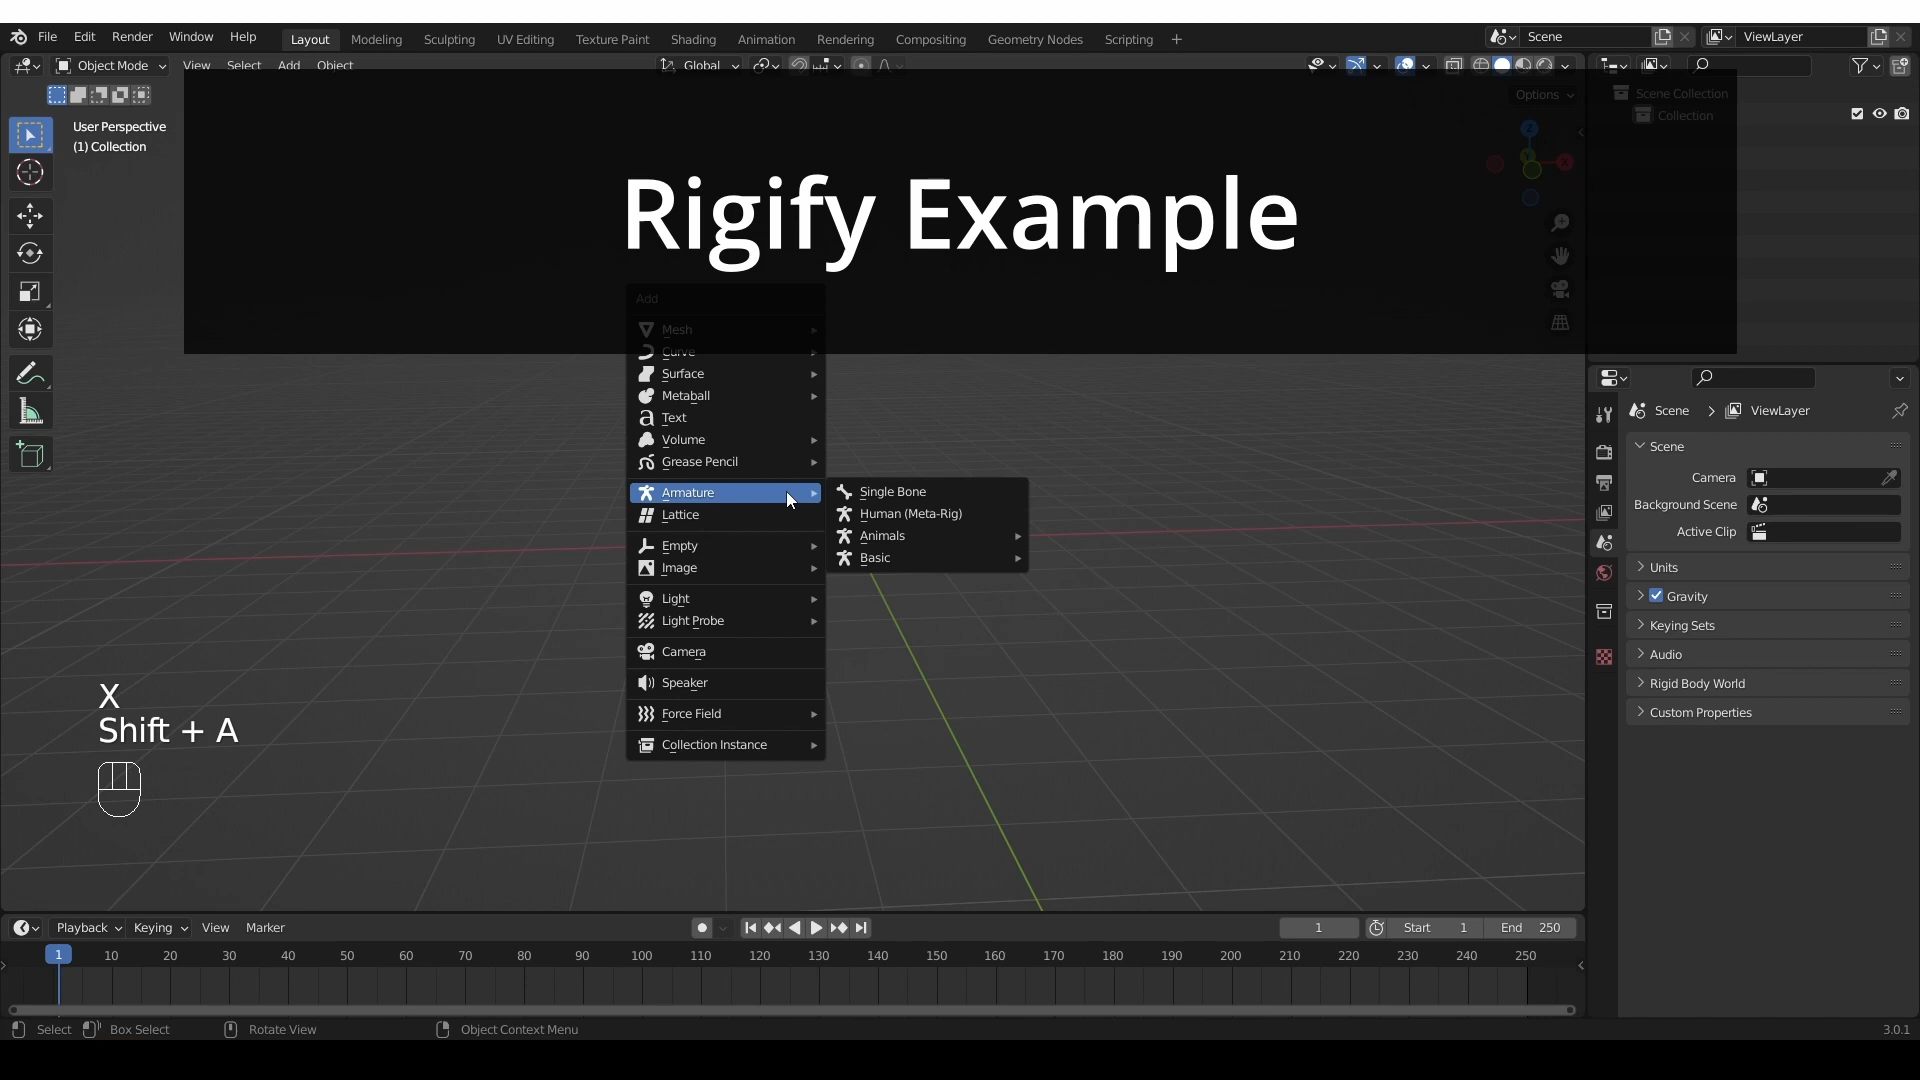 File Edit Render Window Help Layout Modeling Sculpting UV Editing Texture Paint Shading Animation Rendering Compositing Geometry Nodes Scripting Scene ViewLayer
Object Mode View Select Add Object Global
Options
User Perspective
(1) Collection
Scene Collection
Collection
Rigify Example
Add
Mesh
Curve
Surface
Metaball
Text
Volume
Grease Pencil
Armature
Lattice
Empty
Image
Light
Light Probe
Camera
Speaker
Force Field
Collection Instance
Single Bone
Human (Meta-Rig)
Animals
Basic
Z
X
Scene ViewLayer
Scene
Camera
Background Scene
Active Clip
Units
Gravity
Keying Sets
Audio
Rigid Body World
Custom Properties
X
Shift + A
Playback Keying View Marker 1 Start 1 End 250
1 10 20 30 40 50 60 70 80 90 100 110 120 130 140 150 160 170 180 190 200 210 220 230 240 250
Select Box Select Rotate View Object Context Menu 3.0.1